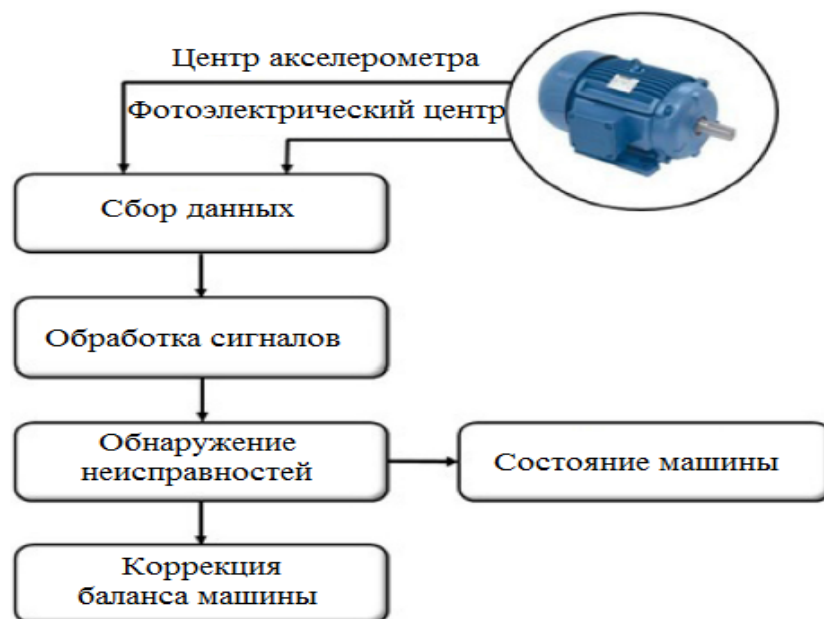 Центр акселерометра
Фотоэлектрический центр
Сбор данных
Обработка сигналов
Обнаружение
неисправностей
Состояние машины
Коррекция
баланса машины